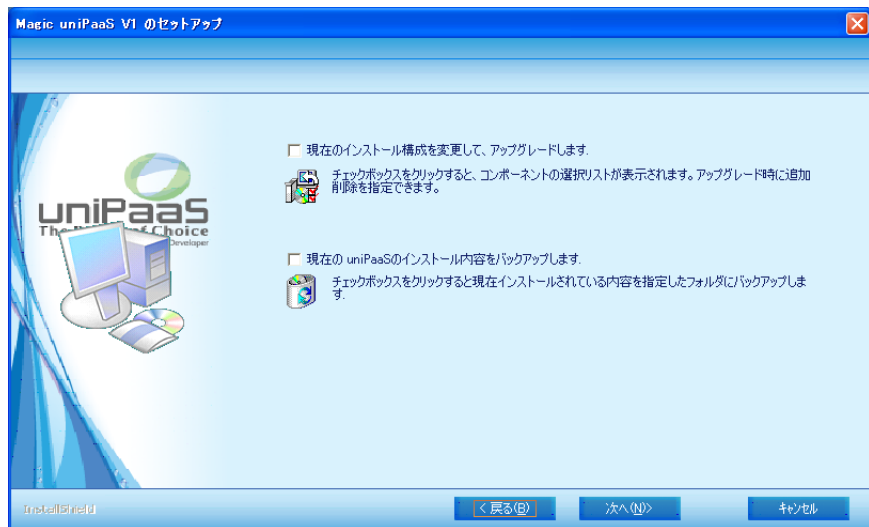 Magic uniPaaS V1 のセットアップ
現在のインストール構成を変更して、アップグレードします.
チェックボックスをクリックすると、コンポーネントの選択リストが表示されます。アップグレード時に追加
削除を指定できます。
uniPaaS
The of Choice
Developer
現在の uniPaaSのインストール内容をバックアップします.
チェックボックスをクリックすると現在インストールされている内容を指定したフォルダにバックアップしま
す.
InstallShield
< 戻る(B)
次へ(N)>
キャンセル